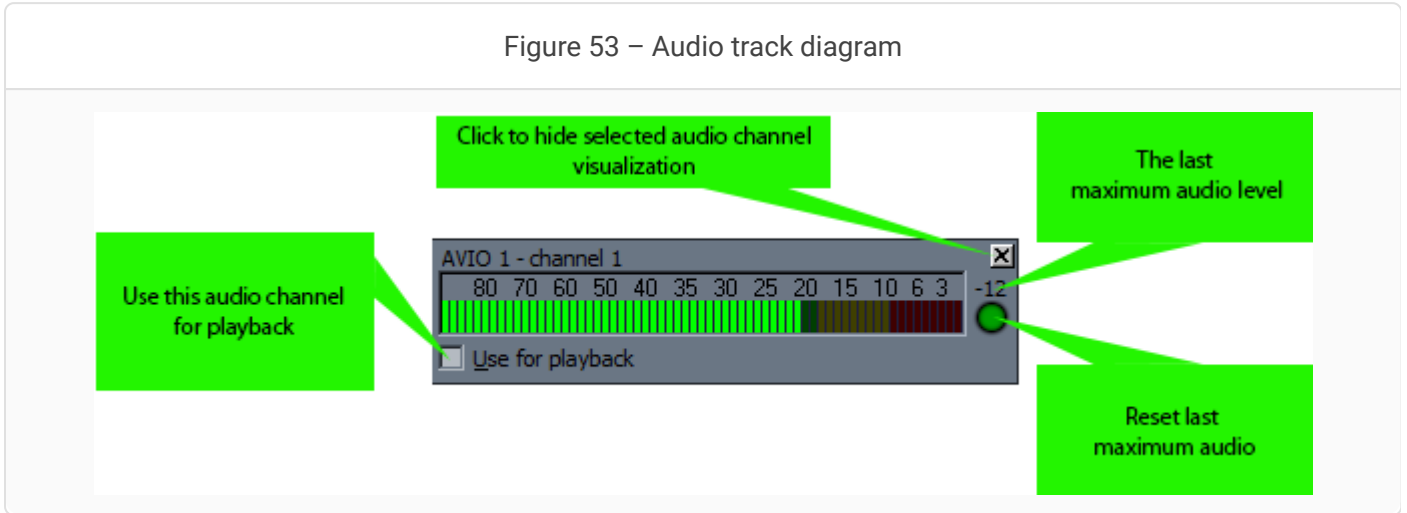 Figure 53 – Audio track diagram
Click to hide selected audio channel
visualization
The last
maximum audio level
Use this audio channel
for playback
AVIO 1 - channel 1
80 70 60 50 40 35 30 25 20 15 10 6 3 -12
Use for playback
Reset last
maximum audio